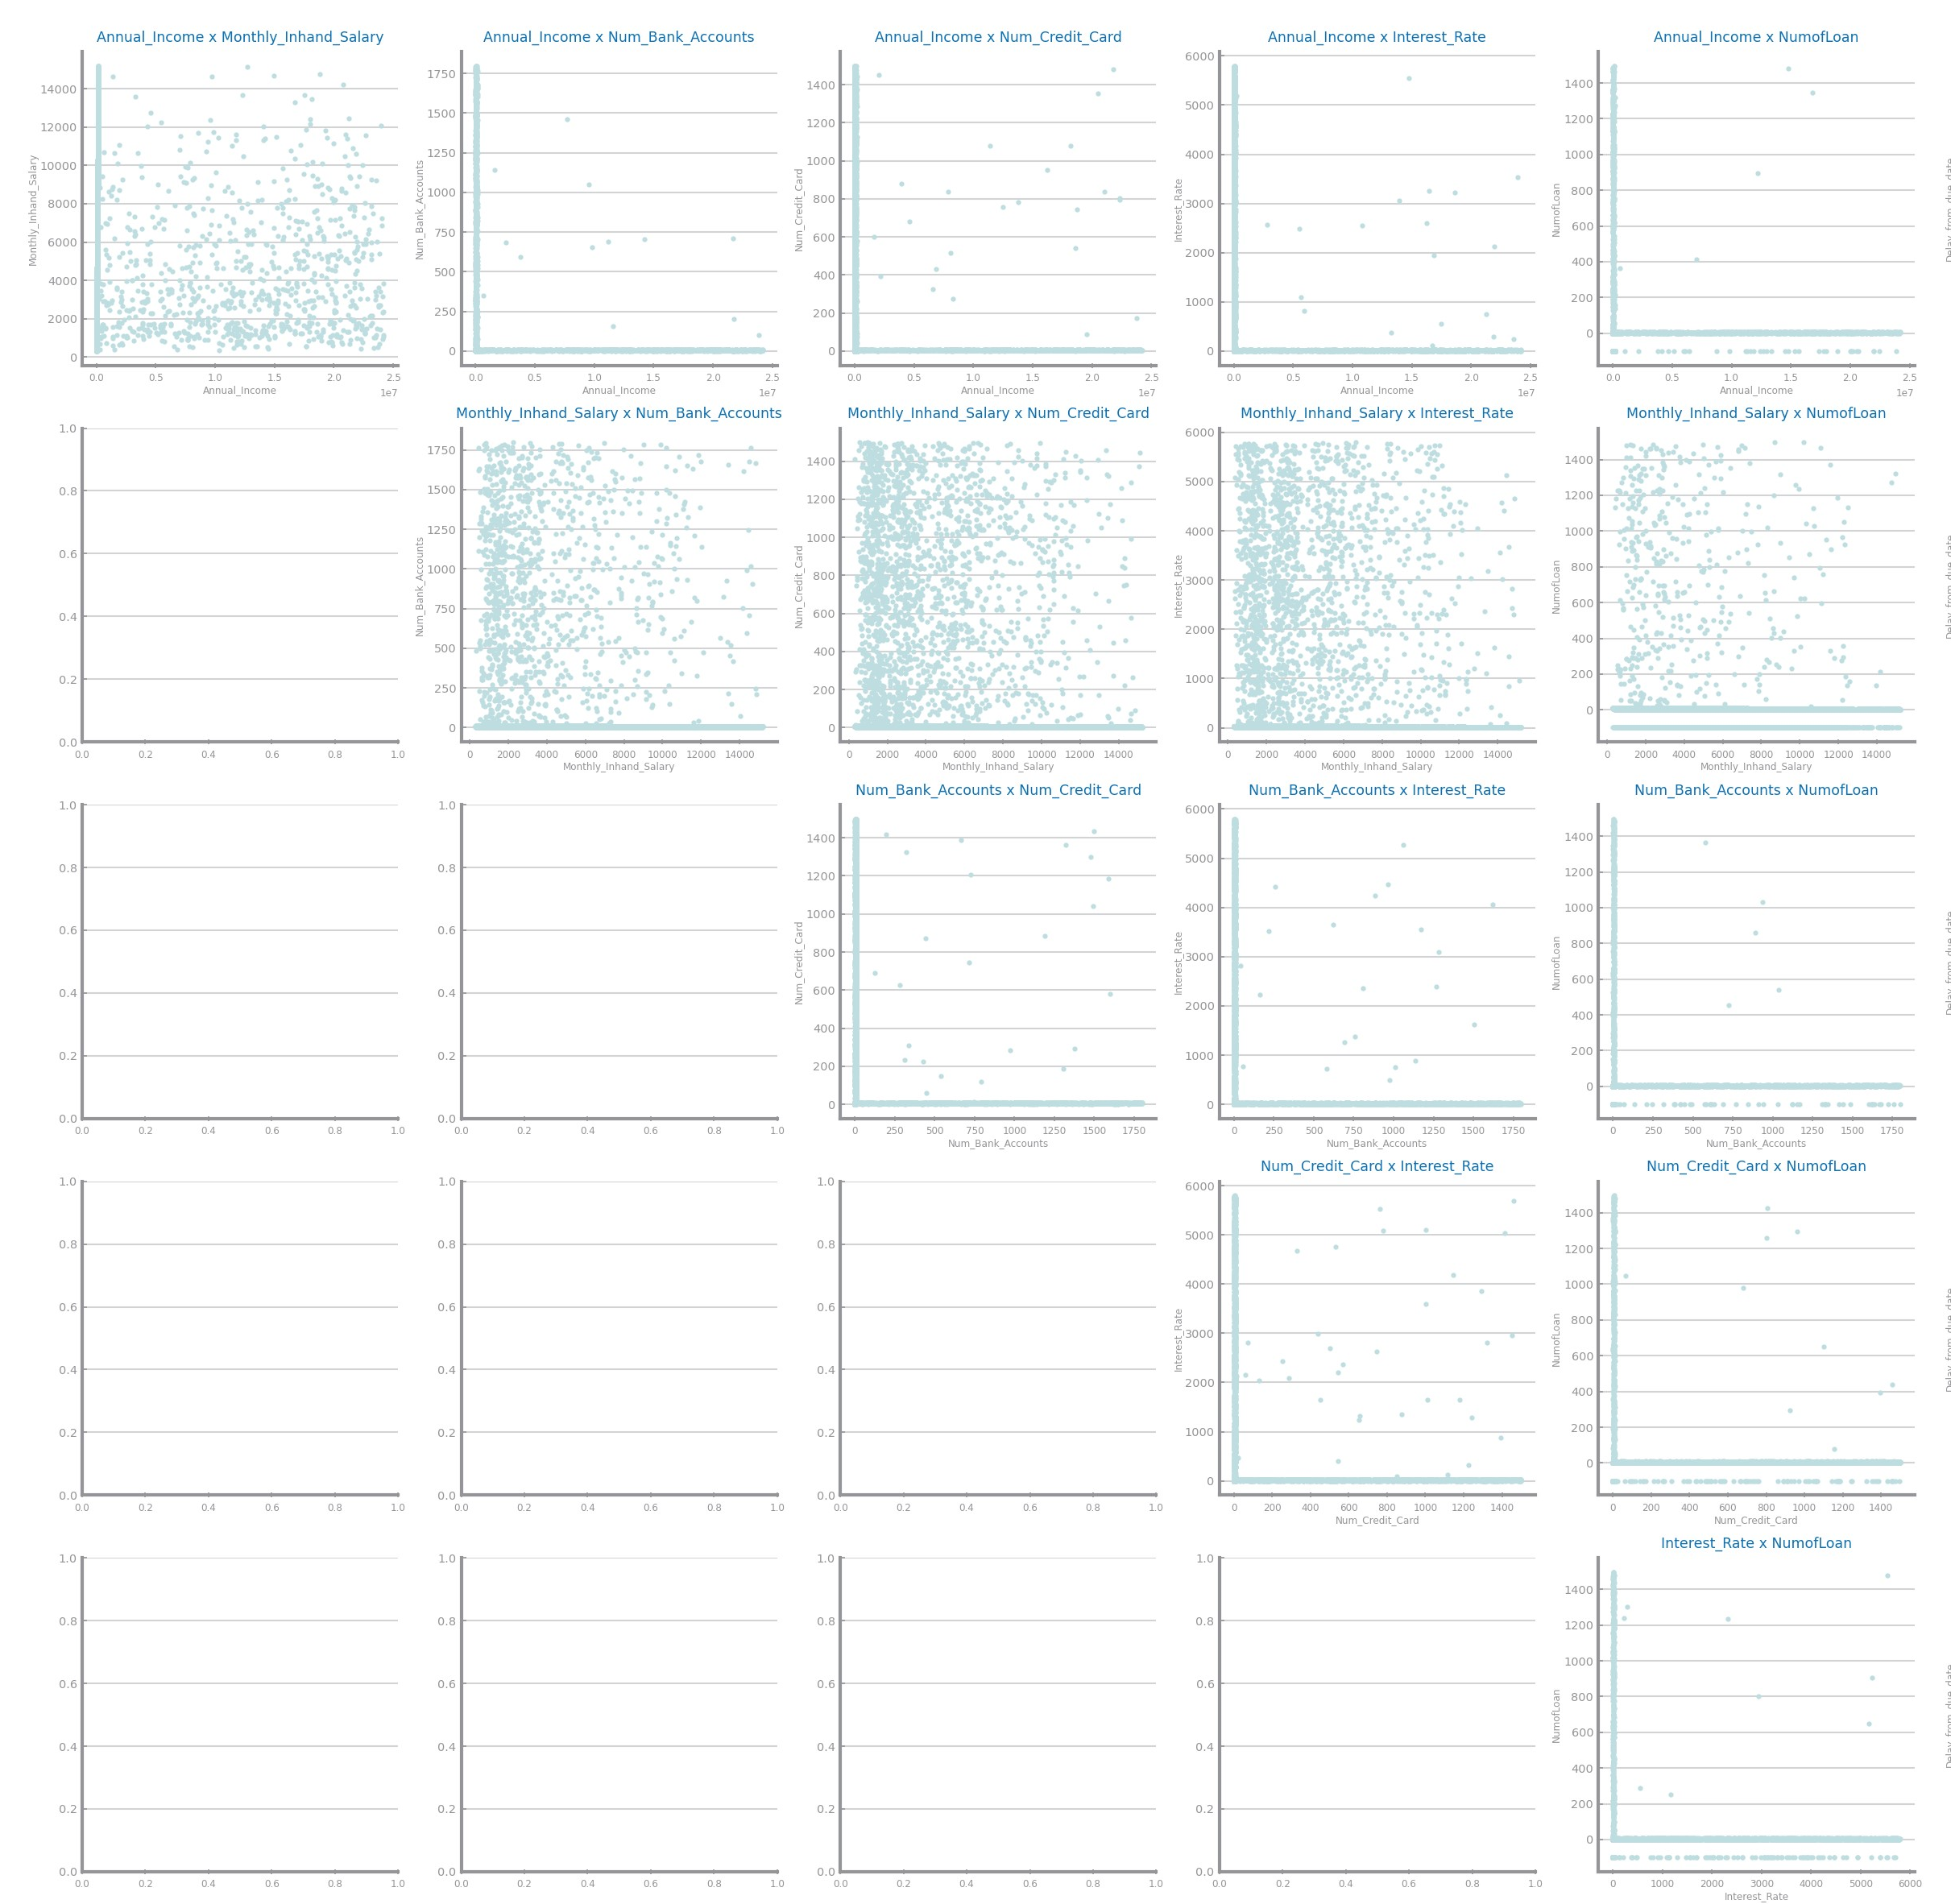 Annual_Income x Monthly_Inhand_Salary
Monthly_Inhand_Salary
14000
12000
10000
8000
6000
4000
2000
0
0.0 0.5 1.0 1.5 2.0 2.5
Annual_Income
1e7
Annual_Income x Num_Bank_Accounts
Num_Bank_Accounts
1750
1500
1250
1000
750
500
250
0
0.0 0.5 1.0 1.5 2.0 2.5
Annual_Income
1e7
Annual_Income x Num_Credit_Card
Num_Credit_Card
1400
1200
1000
800
600
400
200
0
0.0 0.5 1.0 1.5 2.0 2.5
Annual_Income
1e7
Annual_Income x Interest_Rate
Interest_Rate
6000
5000
4000
3000
2000
1000
0
0.0 0.5 1.0 1.5 2.0 2.5
Annual_Income
1e7
Annual_Income x NumofLoan
NumofLoan
1400
1200
1000
800
600
400
200
0
0.0 0.5 1.0 1.5 2.0 2.5
Annual_Income
1e7
Delay_from_due_date
1.0
0.8
0.6
0.4
0.2
0.0
0.0 0.2 0.4 0.6 0.8 1.0
Monthly_Inhand_Salary x Num_Bank_Accounts
Num_Bank_Accounts
1750
1500
1250
1000
750
500
250
0
0 2000 4000 6000 8000 10000 12000 14000
Monthly_Inhand_Salary
Monthly_Inhand_Salary x Num_Credit_Card
Num_Credit_Card
1400
1200
1000
800
600
400
200
0
0 2000 4000 6000 8000 10000 12000 14000
Monthly_Inhand_Salary
Monthly_Inhand_Salary x Interest_Rate
Interest_Rate
6000
5000
4000
3000
2000
1000
0
0 2000 4000 6000 8000 10000 12000 14000
Monthly_Inhand_Salary
Monthly_Inhand_Salary x NumofLoan
NumofLoan
1400
1200
1000
800
600
400
200
0
0 2000 4000 6000 8000 10000 12000 14000
Monthly_Inhand_Salary
Delay_from_due_date
1.0
0.8
0.6
0.4
0.2
0.0
0.0 0.2 0.4 0.6 0.8 1.0
1.0
0.8
0.6
0.4
0.2
0.0
0.0 0.2 0.4 0.6 0.8 1.0
Num_Bank_Accounts x Num_Credit_Card
Num_Credit_Card
1400
1200
1000
800
600
400
200
0
0 250 500 750 1000 1250 1500 1750
Num_Bank_Accounts
Num_Bank_Accounts x Interest_Rate
Interest_Rate
6000
5000
4000
3000
2000
1000
0
0 250 500 750 1000 1250 1500 1750
Num_Bank_Accounts
Num_Bank_Accounts x NumofLoan
NumofLoan
1400
1200
1000
800
600
400
200
0
0 250 500 750 1000 1250 1500 1750
Num_Bank_Accounts
Delay_from_due_date
1.0
0.8
0.6
0.4
0.2
0.0
0.0 0.2 0.4 0.6 0.8 1.0
1.0
0.8
0.6
0.4
0.2
0.0
0.0 0.2 0.4 0.6 0.8 1.0
1.0
0.8
0.6
0.4
0.2
0.0
0.0 0.2 0.4 0.6 0.8 1.0
Num_Credit_Card x Interest_Rate
Interest_Rate
6000
5000
4000
3000
2000
1000
0
0 200 400 600 800 1000 1200 1400
Num_Credit_Card
Num_Credit_Card x NumofLoan
NumofLoan
1400
1200
1000
800
600
400
200
0
0 200 400 600 800 1000 1200 1400
Num_Credit_Card
Delay_from_due_date
1.0
0.8
0.6
0.4
0.2
0.0
0.0 0.2 0.4 0.6 0.8 1.0
1.0
0.8
0.6
0.4
0.2
0.0
0.0 0.2 0.4 0.6 0.8 1.0
1.0
0.8
0.6
0.4
0.2
0.0
0.0 0.2 0.4 0.6 0.8 1.0
1.0
0.8
0.6
0.4
0.2
0.0
0.0 0.2 0.4 0.6 0.8 1.0
Interest_Rate x NumofLoan
NumofLoan
1400
1200
1000
800
600
400
200
0
0 1000 2000 3000 4000 5000 6000
Interest_Rate
Delay_from_due_date